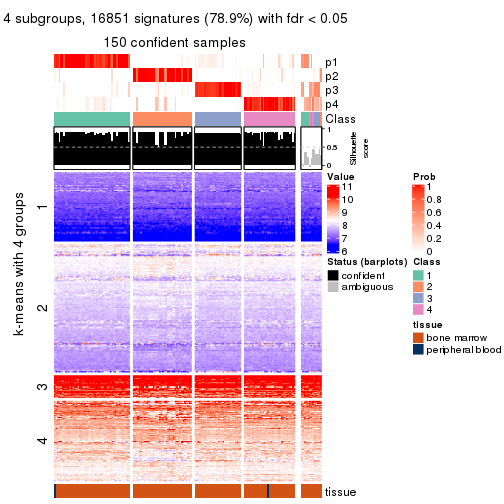 4 subgroups, 16851 signatures (78.9%) with fdr < 0.05
150 confident samples
p1
p2
p3
p4
Class
1
0.5
0
Silhouette
score
k-means with 4 groups
1
2
3
4
tissue
Value
11
10
9
8
7
6
Prob
1
0.8
0.6
0.4
0.2
0
Status (barplots)
confident
ambiguous
Class
1
2
3
4
tissue
bone marrow
peripheral blood